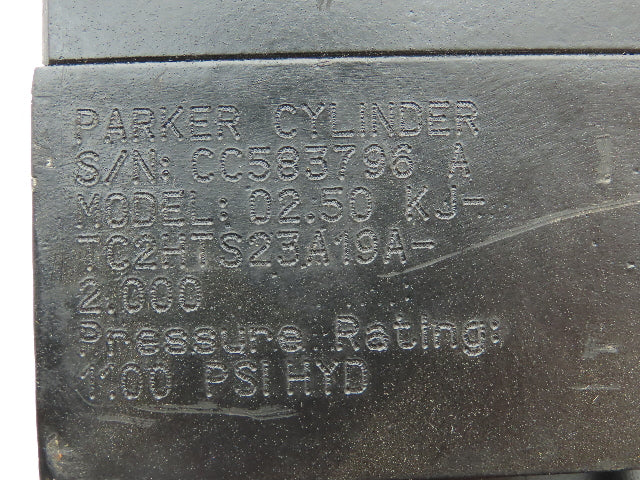 PARKER CYLINDER
S/N: CC583796 A
MODEL: 02.50 KJ-
TC2HTS23A19A-
2.000
Pressure Rating:
1100 PSI HYD